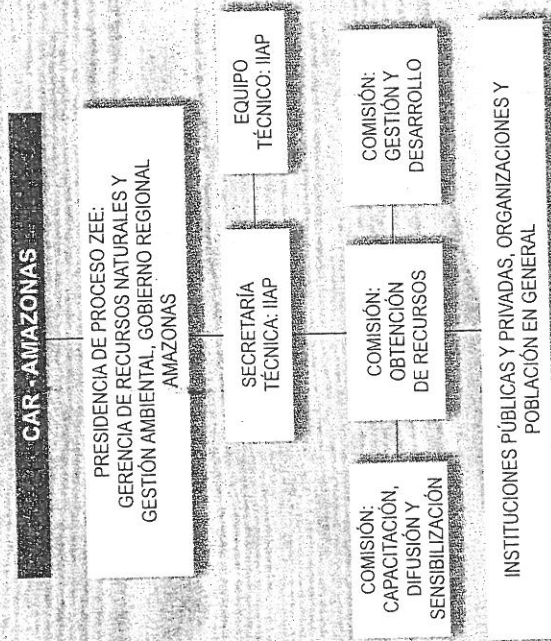 CAR - AMAZONAS
PRESIDENCIA DE PROCESO ZEE:
GERENCIA DE RECURSOS NATURALES Y
GESTIÓN AMBIENTAL, GOBIERNO REGIONAL
AMAZONAS
SECRETARÍA
TÉCNICA: IIAP
EQUIPO
TÉCNICO: IIAP
COMISIÓN:
CAPACITACIÓN,
DIFUSIÓN Y
SENSIBILIZACIÓN
COMISIÓN:
OBTENCIÓN
DE RECURSOS
COMISIÓN:
GESTIÓN Y
DESARROLLO
INSTITUCIONES PÚBLICAS Y PRIVADAS, ORGANIZACIONES Y
POBLACIÓN EN GENERAL